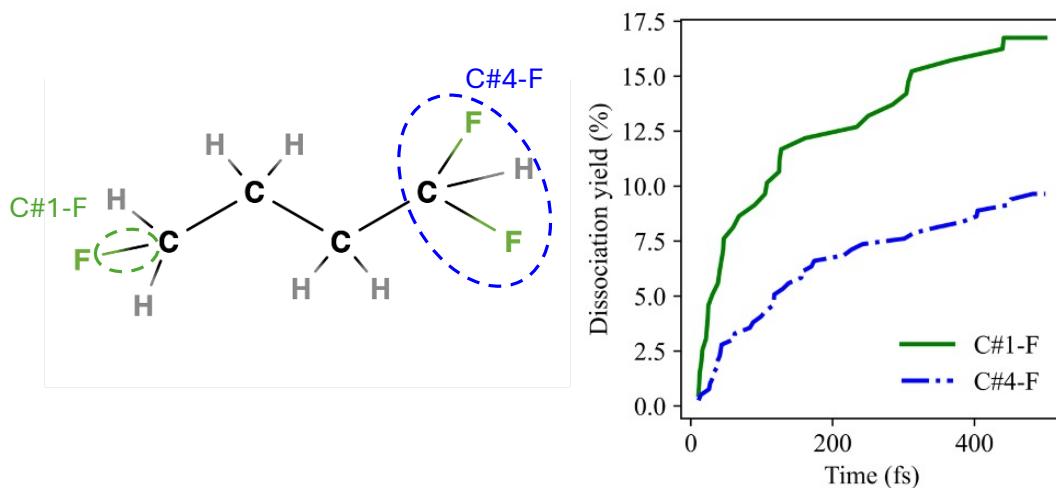 C#4-F
F
H
H
H
C
C
H
C#1-F
F
C
C
F
H
H
H
17.5
15.0
12.5
10.0
7.5
5.0
2.5
0.0
Dissociation yield (%)
C#1-F
C#4-F
0
200
400
Time (fs)